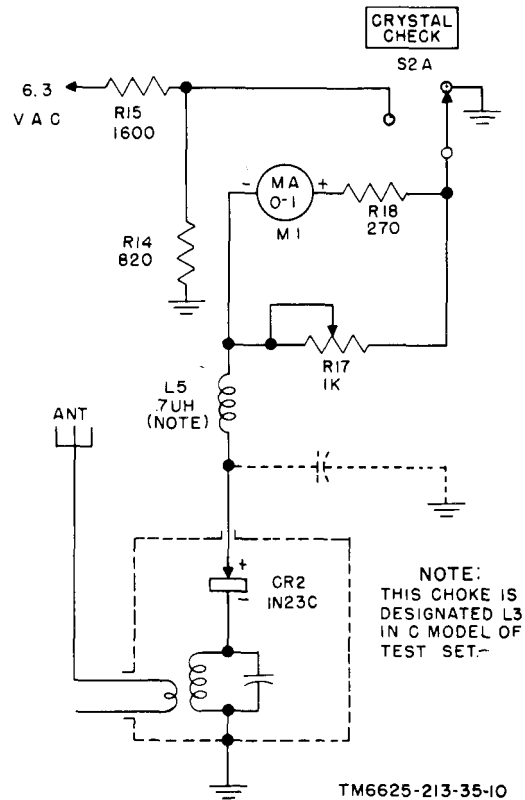 CRYSTAL
CHECK
S2A
6.3
VAC
R15
1600
- MA +
0-1
M1
R18
270
R14
820
R17
1K
L5
.7UH
(NOTE)
ANT
+
CR2
-
1N23C
NOTE:
THIS CHOKE IS
DESIGNATED L3
IN C MODEL OF
TEST SET.-
TM6625-213-35-10